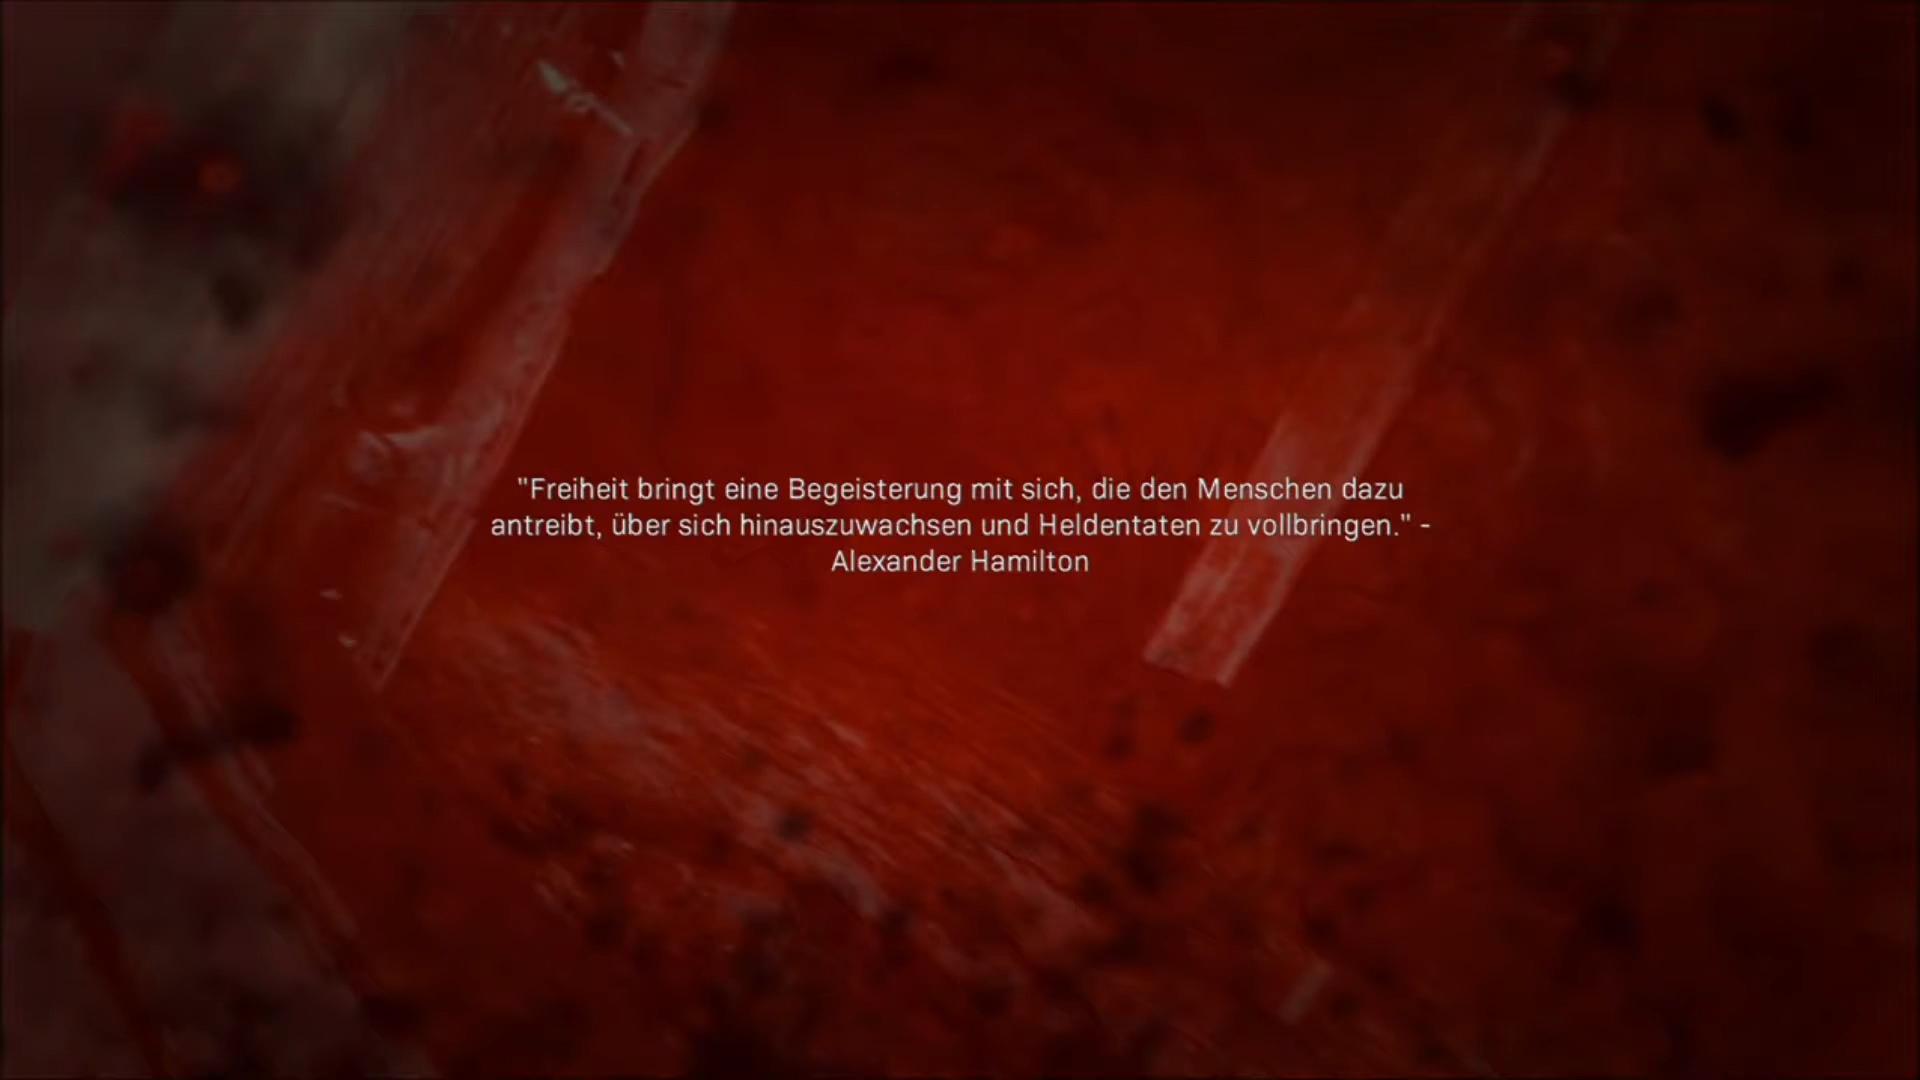 "Freiheit bringt eine Begeisterung mit sich, die den Menschen dazu
antreibt, über sich hinauszuwachsen und Heldentaten zu vollbringen." -
Alexander Hamilton